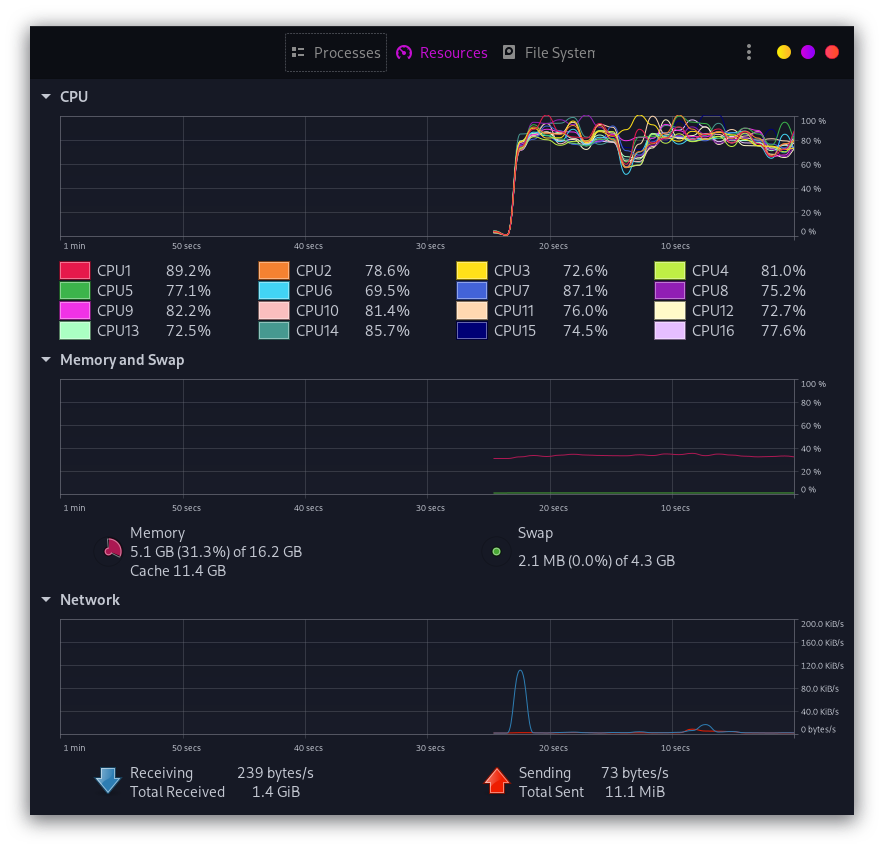 Processes Resources File System
CPU
100 %
80 %
60 %
40 %
20 %
0 %
1 min 50 secs 40 secs 30 secs 20 secs 10 secs
CPU1 89.2% CPU2 78.6% CPU3 72.6% CPU4 81.0%
CPU5 77.1% CPU6 69.5% CPU7 87.1% CPU8 75.2%
CPU9 82.2% CPU10 81.4% CPU11 76.0% CPU12 72.7%
CPU13 72.5% CPU14 85.7% CPU15 74.5% CPU16 77.6%
Memory and Swap
100 %
80 %
60 %
40 %
20 %
0 %
1 min 50 secs 40 secs 30 secs 20 secs 10 secs
Memory
5.1 GB (31.3%) of 16.2 GB
Cache 11.4 GB
Swap
2.1 MB (0.0%) of 4.3 GB
Network
200.0 KiB/s
160.0 KiB/s
120.0 KiB/s
80.0 KiB/s
40.0 KiB/s
0 bytes/s
1 min 50 secs 40 secs 30 secs 20 secs 10 secs
Receiving 239 bytes/s
Total Received 1.4 GiB
Sending 73 bytes/s
Total Sent 11.1 MiB